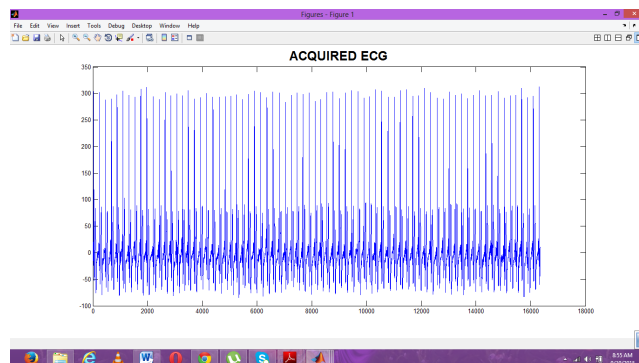 Figures - Figure 1
File Edit View Insert Tools Debug Desktop Window Help
ACQUIRED ECG
350
300
250
200
150
100
50
0
-50
-100
0 2000 4000 6000 8000 10000 12000 14000 16000 18000
8:55 AM